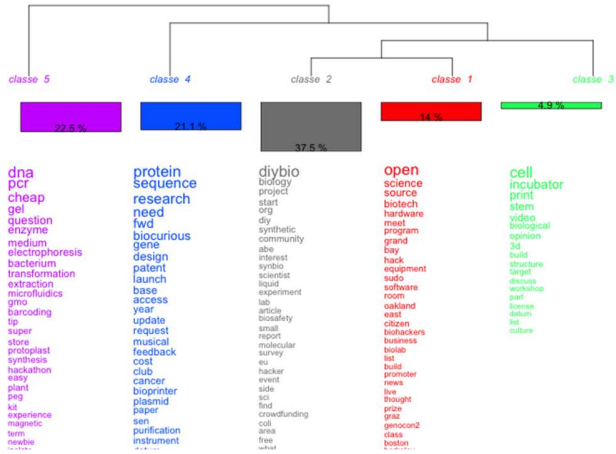 classe 5
classe 4
classe 2
classe 1
classe 3
22.5 %
21.1 %
37.5 %
14 %
4.9 %
dna
pcr
cheap
gel
question
enzyme
medium
electrophoresis
bacterium
transformation
extraction
microfluidics
gmo
barcoding
tip
super
store
protoplast
synthesis
hackathon
easy
plant
peg
kit
experience
magnetic
term
newbie
protein
sequence
research
need
fwd
biocurious
gene
design
patent
launch
base
access
year
update
request
musical
feedback
cost
club
cancer
bioprinter
plasmid
paper
sen
purification
instrument
diybio
biology
project
start
org
diy
synthetic
community
abe
interest
synbio
scientist
liquid
experiment
lab
article
biosafety
small
report
molecular
survey
eu
hacker
event
side
sci
find
crowdfunding
coli
area
free
what
open
science
source
biotech
hardware
meet
program
grand
bay
hack
equipment
sudo
software
room
oakland
east
citizen
biohackers
business
biolab
list
build
promoter
news
live
thought
prize
graz
genocon2
class
boston
cell
incubator
print
stem
video
biological
opinion
3d
build
structure
target
discuss
workshop
part
license
datum
list
culture